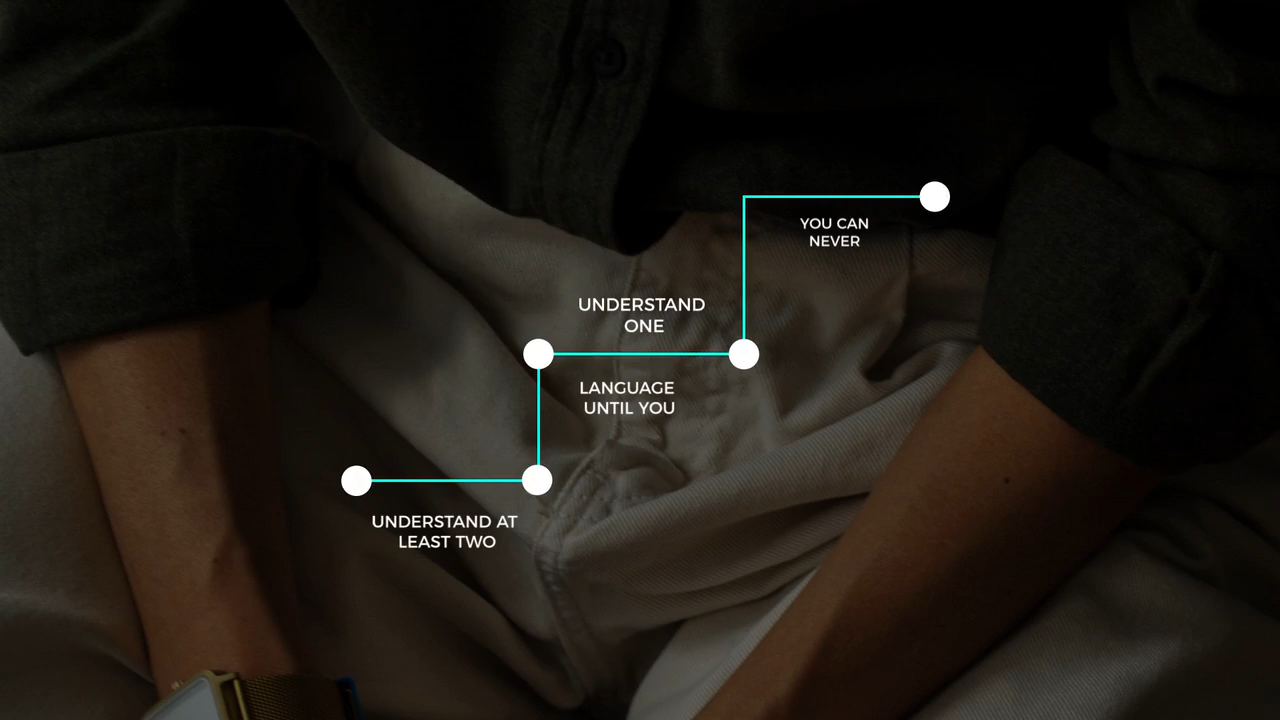 YOU CAN
NEVER
UNDERSTAND
ONE
LANGUAGE
UNTIL YOU
UNDERSTAND AT
LEAST TWO